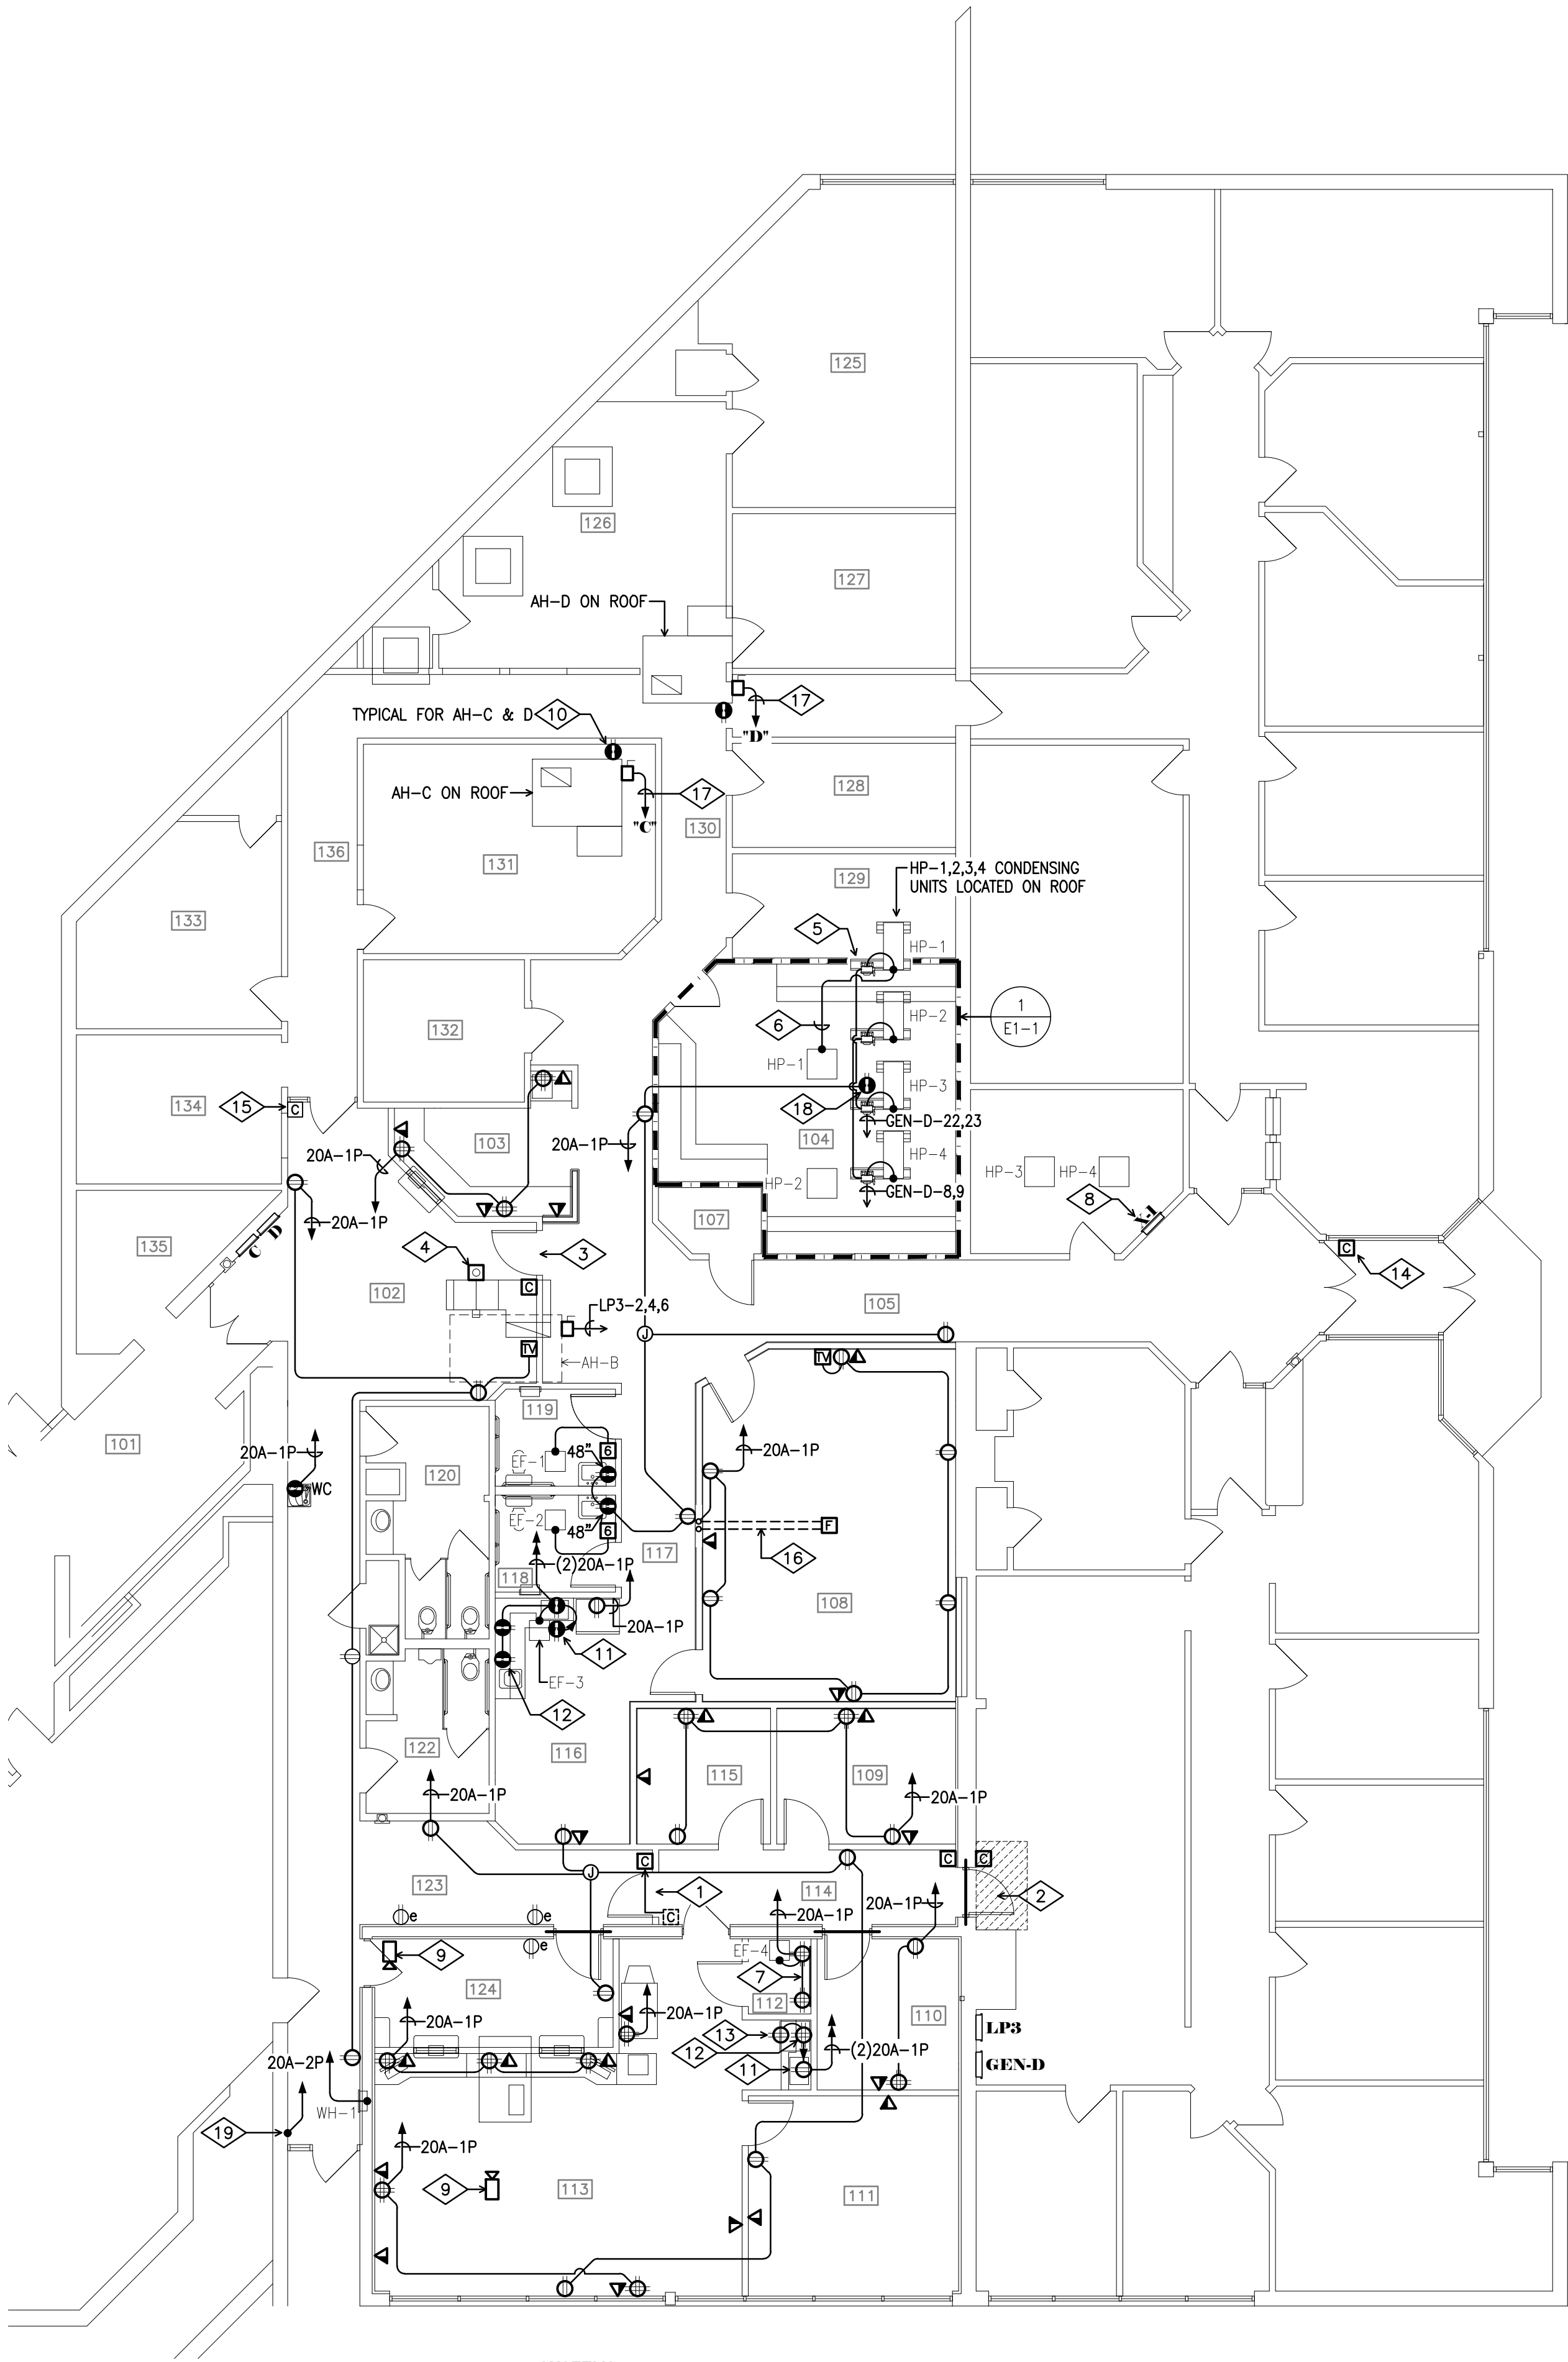 125
126
127
AH-D ON ROOF
17
TYPICAL FOR AH-C & D
10
"D"
128
AH-C ON ROOF
17
"C"
130
136
131
HP-1,2,3,4 CONDENSING
UNITS LOCATED ON ROOF
129
133
5
HP-1
1
E1-1
132
6
HP-2
HP-1
HP-3
134
15
C
18
GEN-D-22,23
103
20A-1P
104
20A-1P
HP-4
20A-1P
HP-2
GEN-D-8,9
HP-3
HP-4
8
X-1
107
135
C
D
4
3
C
14
102
C
LP3-2,4,6
105
J
TV
AH-B
TV
119
101
20A-1P
20A-1P
120
EF-1
48"
6
WC
EF-2
48"
6
F
117
16
118
(2)20A-1P
108
20A-1P
11
EF-3
12
122
116
115
109
20A-1P
20A-1P
C
C
C
J
123
1
114
2
e
e
C
20A-1P
20A-1P
e
9
EF-4
7
124
112
110
20A-1P
20A-1P
13
LP3
12
(2)20A-1P
20A-2P
11
GEN-D
WH-1
19
20A-1P
9
113
111